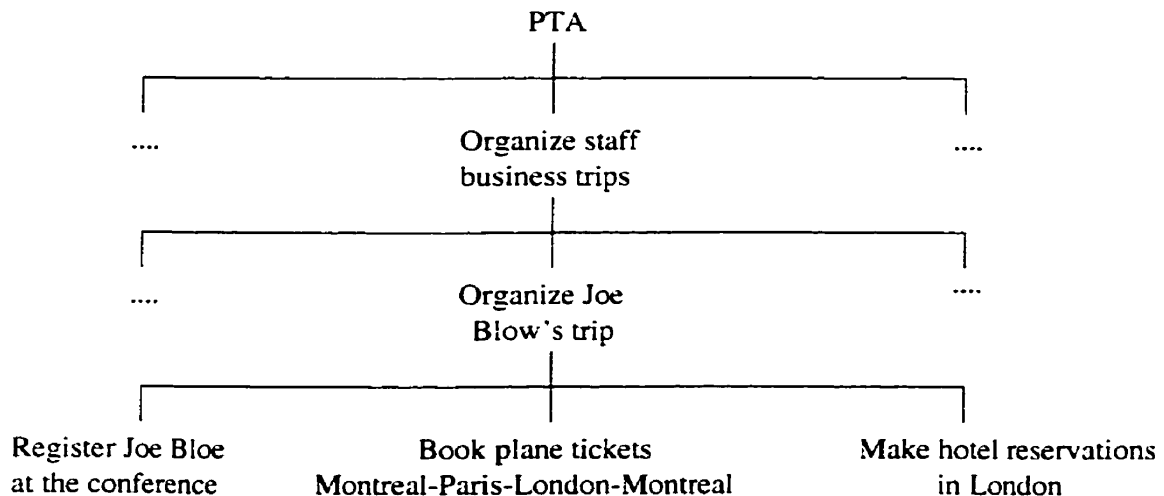 PTA
....
Organize staff
business trips
....
....
Organize Joe
Blow's trip
....
Register Joe Bloe
at the conference
Book plane tickets
Montreal-Paris-London-Montreal
Make hotel reservations
in London